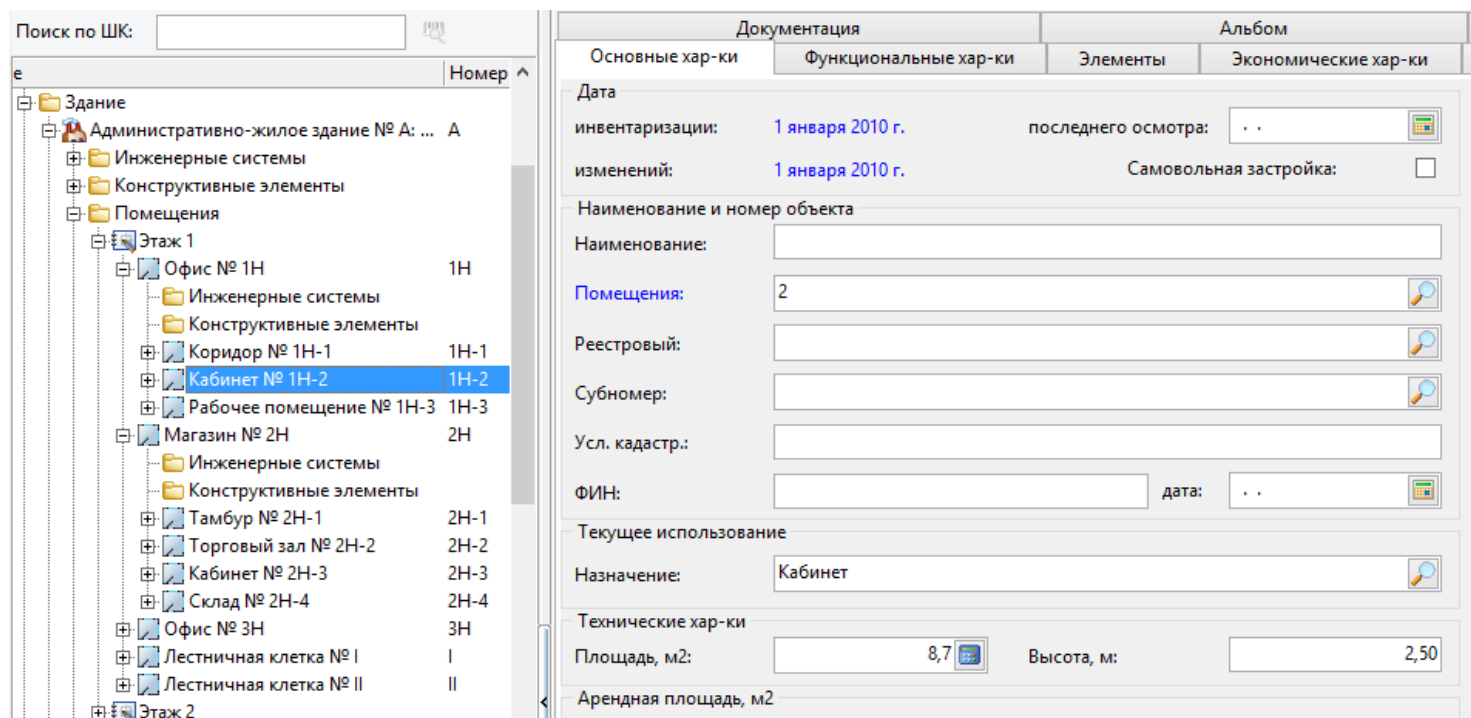 Поиск по ШК:
е Номер
Здание
Административно-жилое здание № А: ... А
Инженерные системы
Конструктивные элементы
Помещения
Этаж 1
Офис № 1Н 1Н
Инженерные системы
Конструктивные элементы
Коридор № 1Н-1 1Н-1
Кабинет № 1Н-2 1Н-2
Рабочее помещение № 1Н-3 1Н-3
Магазин № 2Н 2Н
Инженерные системы
Конструктивные элементы
Тамбур № 2Н-1 2Н-1
Торговый зал № 2Н-2 2Н-2
Кабинет № 2Н-3 2Н-3
Склад № 2Н-4 2Н-4
Офис № 3Н 3Н
Лестничная клетка № I I
Лестничная клетка № II II
Этаж 2
Документация Альбом
Основные хар-ки Функциональные хар-ки Элементы Экономические хар-ки
Дата
инвентаризации: 1 января 2010 г. последнего осмотра: . .
изменений: 1 января 2010 г. Самовольная застройка:
Наименование и номер объекта
Наименование:
Помещения: 2
Реестровый:
Субномер:
Усл. кадастр.:
ФИН: дата: . .
Текущее использование
Назначение: Кабинет
Технические хар-ки
Площадь, м2: 8,7 Высота, м: 2,50
Арендная площадь, м2